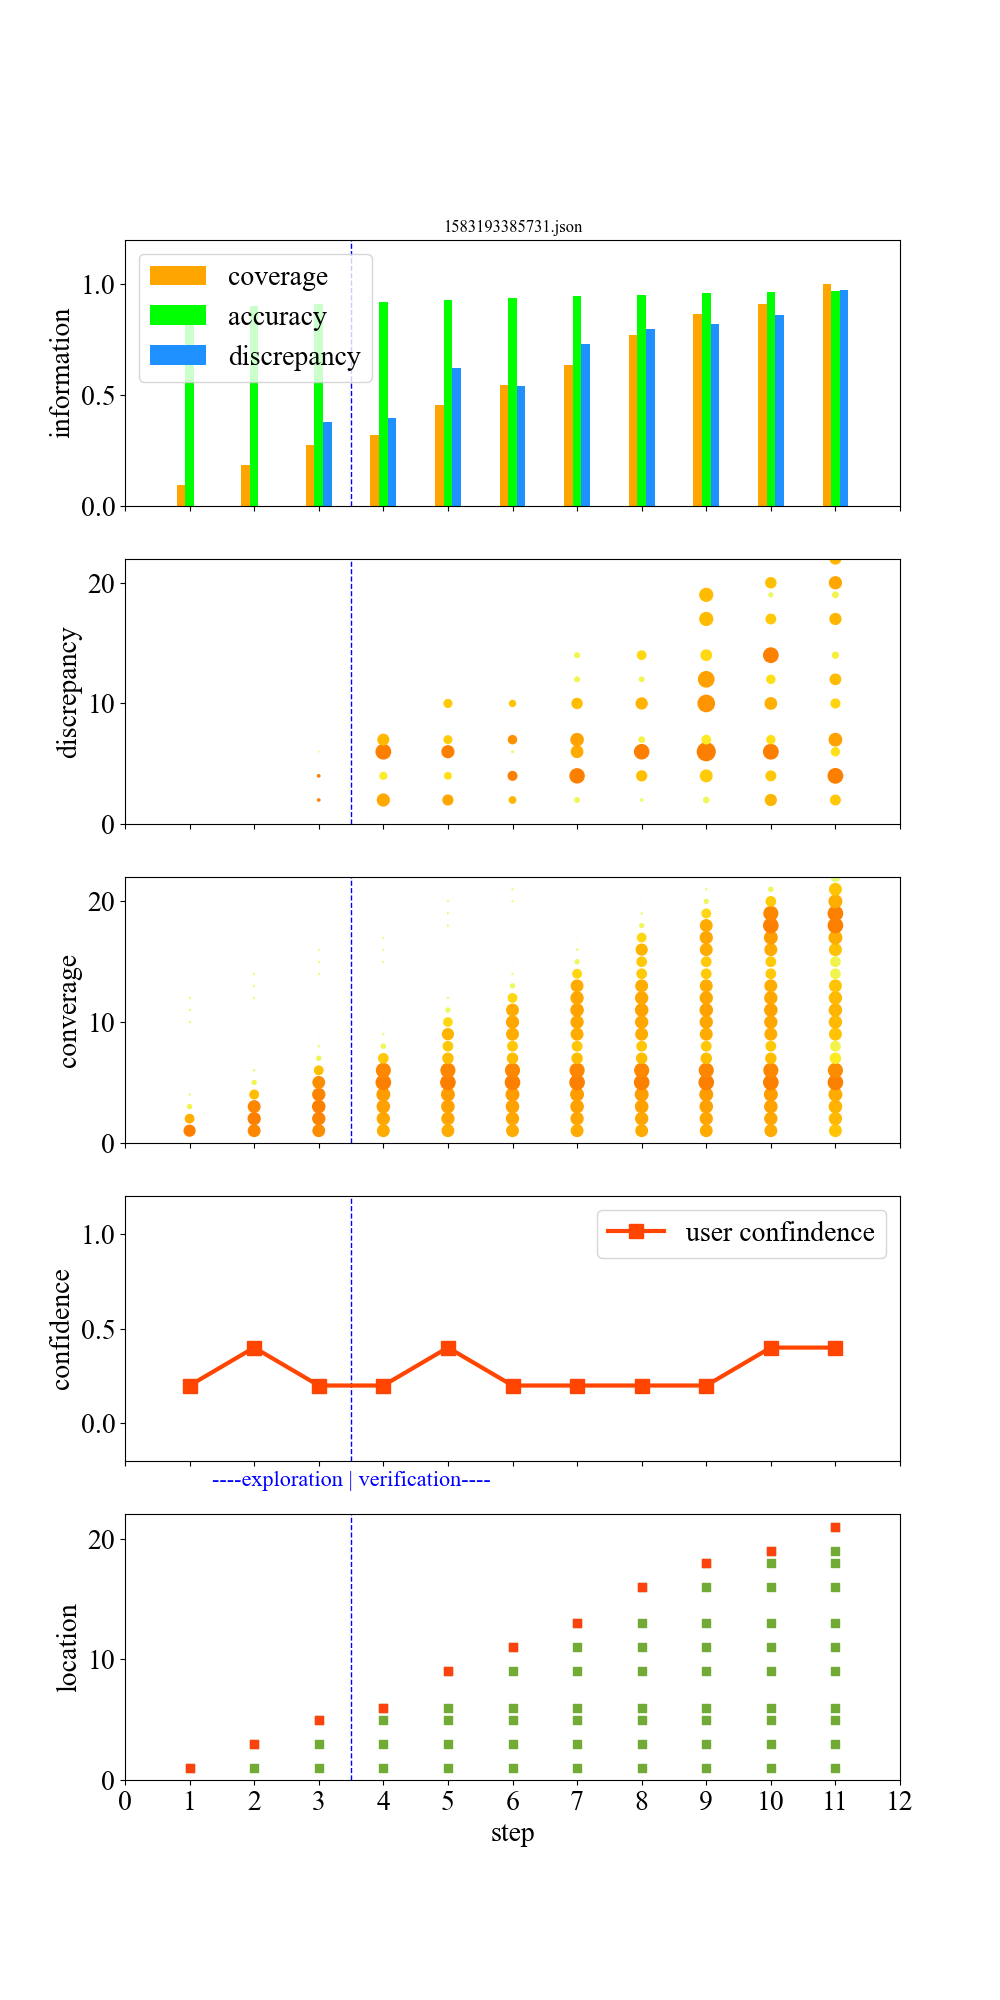 1583193385731.json
1.0
0.5
0.0
information
coverage
accuracy
discrepancy
20
10
0
discrepancy
20
10
0
converage
1.0
0.5
0.0
confidence
user confindence
----exploration | verification----
20
10
0
location
0 1 2 3 4 5 6 7 8 9 10 11 12
step